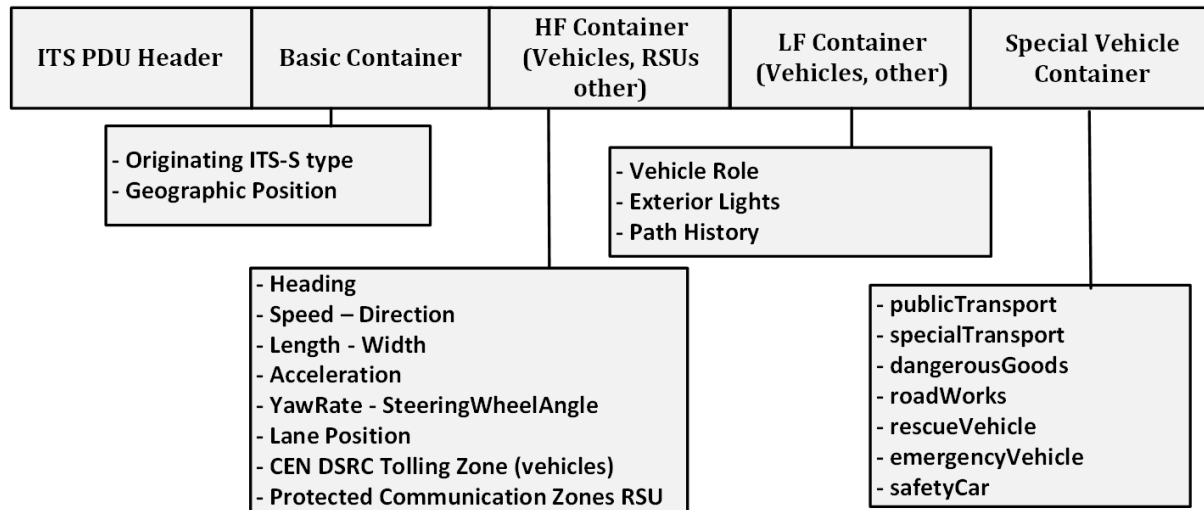 ITS PDU Header
Basic Container
HF Container
(Vehicles, RSUs
other)
LF Container
(Vehicles, other)
Special Vehicle
Container
- Originating ITS-S type
- Geographic Position
- Heading
- Speed – Direction
- Length - Width
- Acceleration
- YawRate - SteeringWheelAngle
- Lane Position
- CEN DSRC Tolling Zone (vehicles)
- Protected Communication Zones RSU
- Vehicle Role
- Exterior Lights
- Path History
- publicTransport
- specialTransport
- dangerousGoods
- roadWorks
- rescueVehicle
- emergencyVehicle
- safetyCar